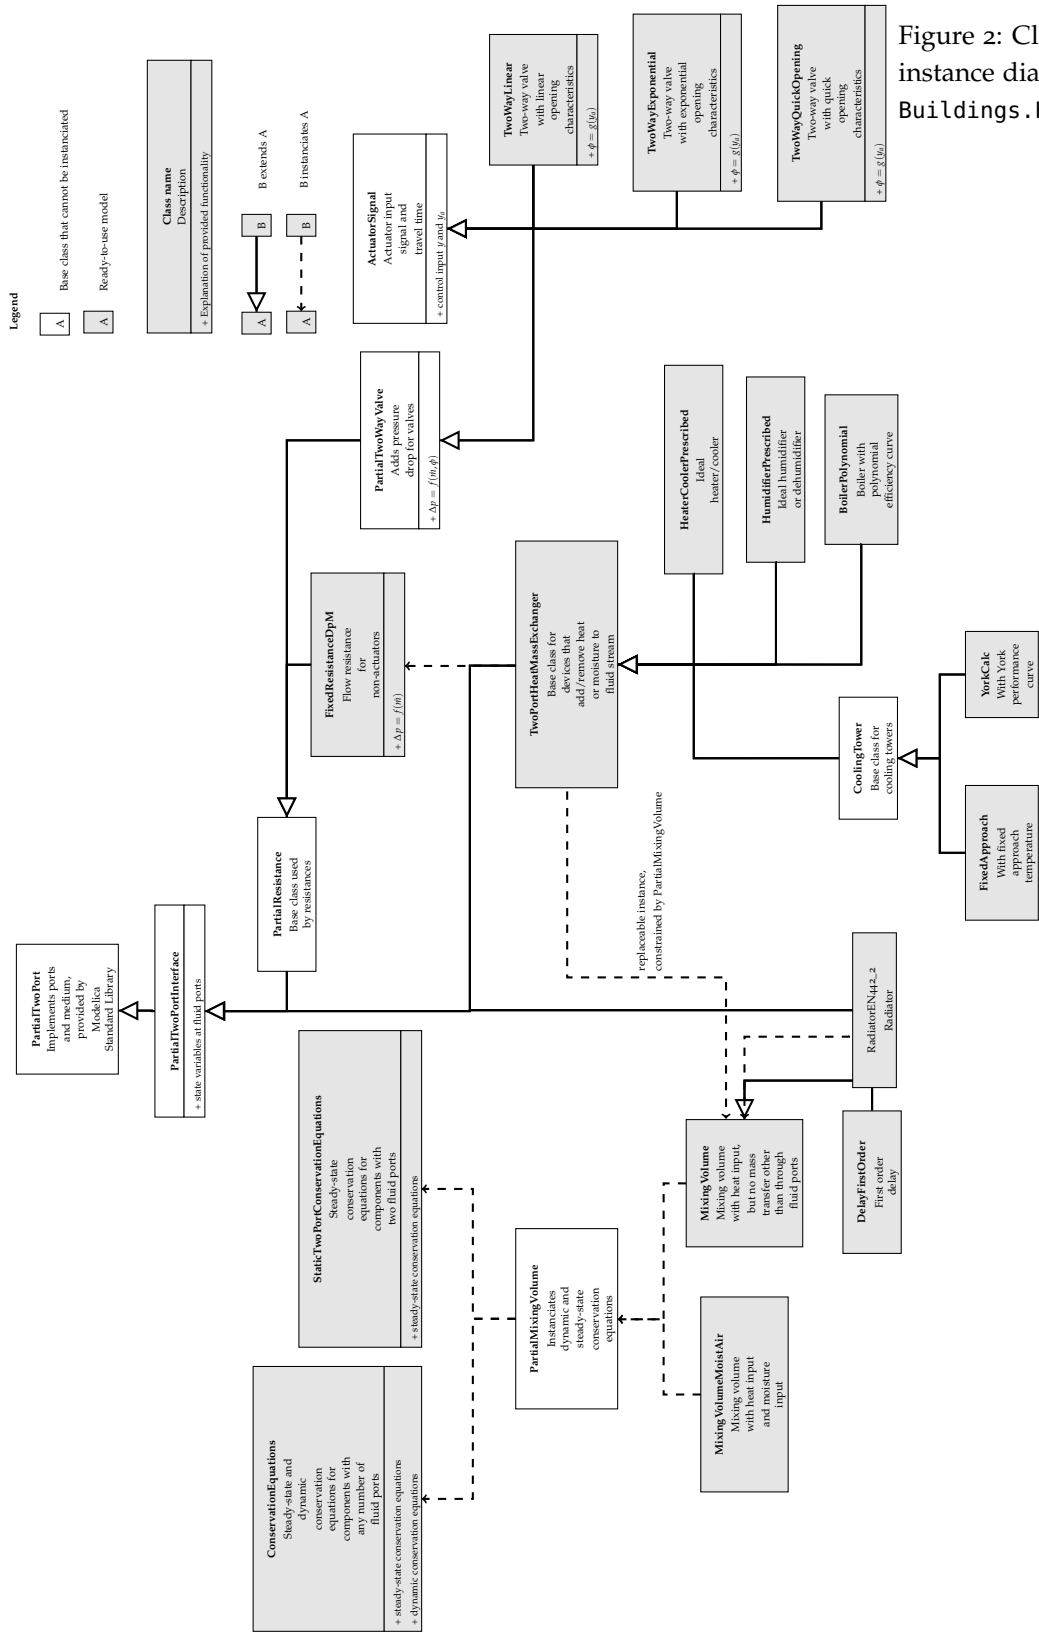 Figure 2: Cl
instance dia
Buildings.
Legend
A
Base class that cannot be instanciated
A
Ready-to-use model
Class name
Description
+ Explanation of provided functionality
A
B
B extends A
A
B
B instanciates A
PartialTwoPort
Implements ports
and medium,
provided by
Modelica
Standard Library
PartialTwoPortInterface
+ state variables at fluid ports
PartialResistance
Base class used
by resistances
FixedResistanceDpM
Flow resistance
for
non-actuators
+ Δp = f(ṁ)
PartialTwoWayValve
Adds pressure
drop for valves
+ Δp = f(ṁ, ϕ)
ActuatorSignal
Actuator input
signal and
travel time
+ control input y and yₐ
TwoWayLinear
Two-way valve
with linear
opening
characteristics
+ ϕ = g(yₐ)
TwoWayExponential
Two-way valve
with exponential
opening
characteristics
+ ϕ = g(yₐ)
TwoWayQuickOpening
Two-way valve
with quick
opening
characteristics
+ ϕ = g(yₐ)
ConservationEquations
Steady-state and
dynamic
conservation
equations for
components with
any number of
fluid ports
+ steady-state conservation equations
+ dynamic conservation equations
StaticTwoPortConservationEquations
Steady-state
conservation
equations for
components with
two fluid ports
+ steady-state conservation equations
PartialMixingVolume
Instanciates
dynamic and
steady-state
conservation
equations
TwoPortHeatMassExchanger
Base class for
devices that
add/remove heat
or moisture to
fluid stream
replaceable instance,
constrained by PartialMixingVolume
HeaterCoolerPrescribed
Ideal
heater/cooler
HumidifierPrescribed
Ideal humidifier
or dehumidifier
BoilerPolynomial
Boiler with
polynomial
efficiency curve
MixingVolumeMoistAir
Mixing volume
with heat input
and moisture
input
MixingVolume
Mixing volume
with heat input,
but no mass
transfer other
than through
fluid ports
DelayFirstOrder
First order
delay
RadiatorEN442_2
Radiator
CoolingTower
Base class for
cooling towers
FixedApproach
With fixed
approach
temperature
YorkCalc
With York
performance
curve